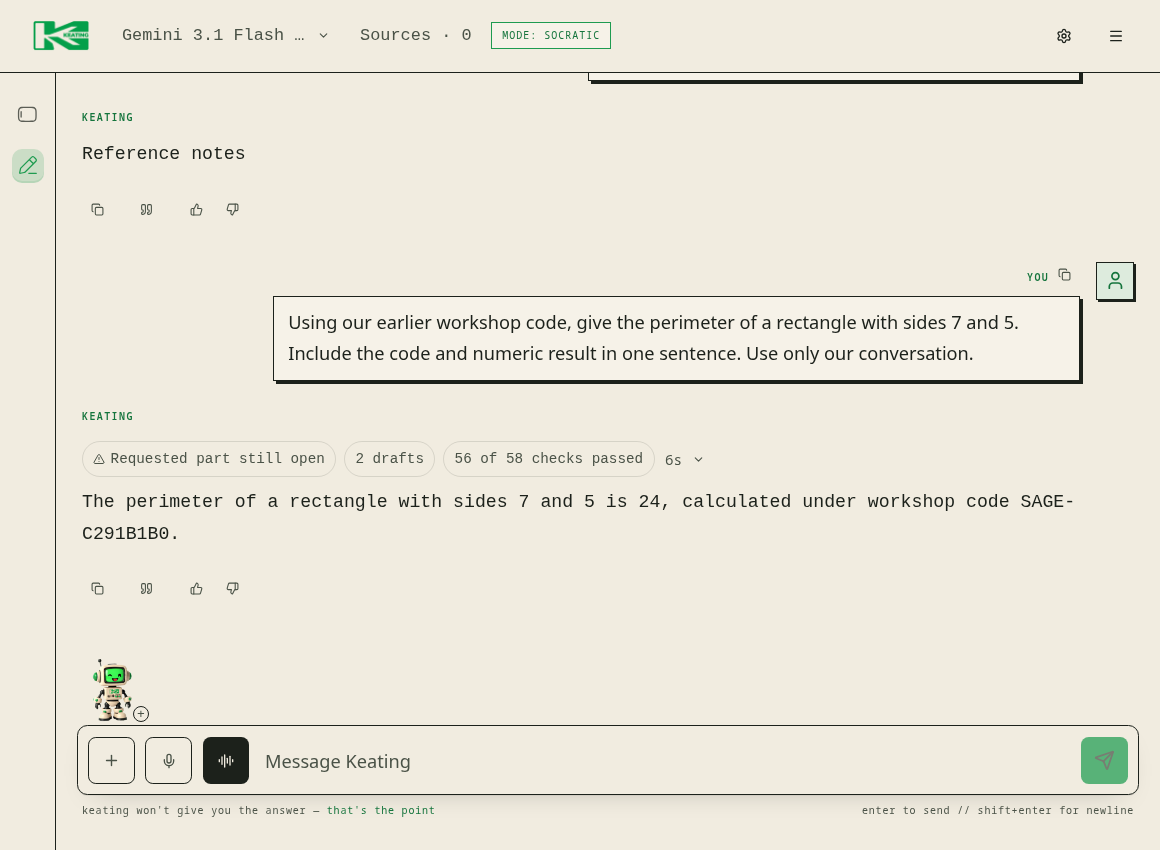 KEATING
Gemini 3.1 Flash …
Sources · 0
MODE: SOCRATIC
KEATING
Reference notes
YOU
Using our earlier workshop code, give the perimeter of a rectangle with sides 7 and 5.
Include the code and numeric result in one sentence. Use only our conversation.
KEATING
Requested part still open
2 drafts
56 of 58 checks passed
6s
The perimeter of a rectangle with sides 7 and 5 is 24, calculated under workshop code SAGE-
C291B1B0.
Message Keating
keating won't give you the answer — that's the point
enter to send // shift+enter for newline